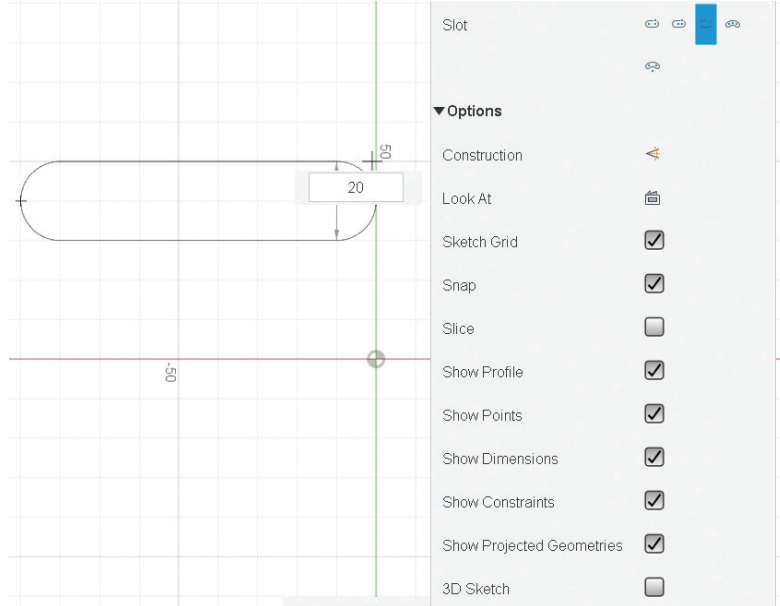 Slot
50
20
-50
▼Options
Construction
Look At
Sketch Grid
Snap
Slice
Show Profile
Show Points
Show Dimensions
Show Constraints
Show Projected Geometries
3D Sketch